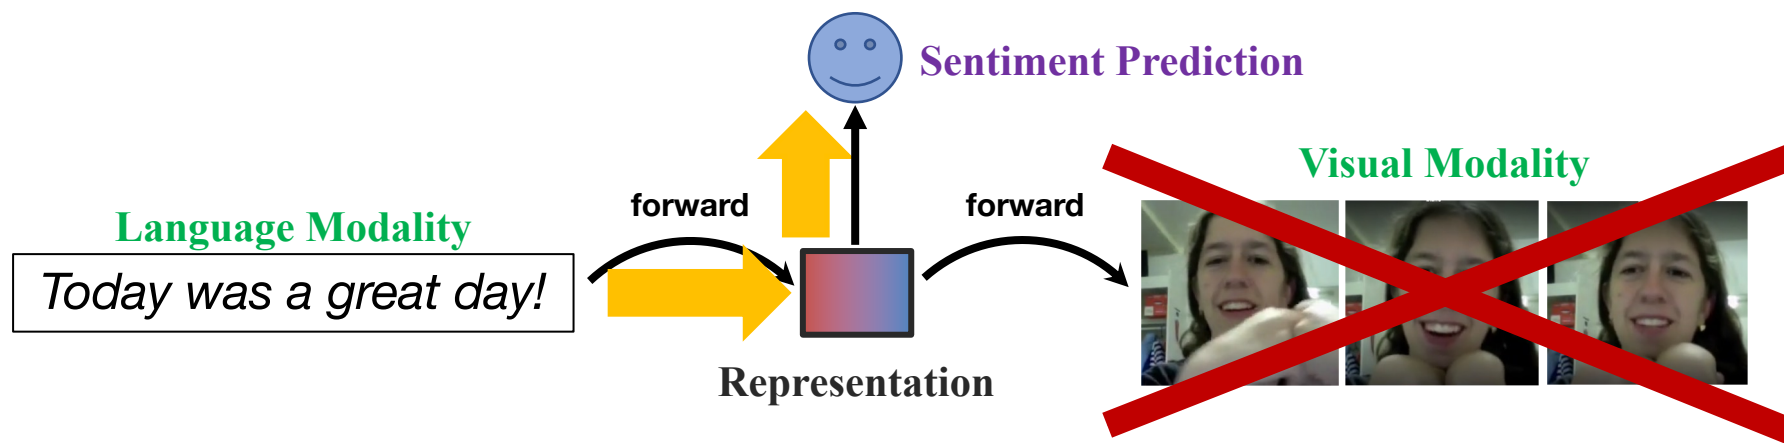 Sentiment Prediction
Visual Modality
forward
forward
Language Modality
Today was a great day!
Representation